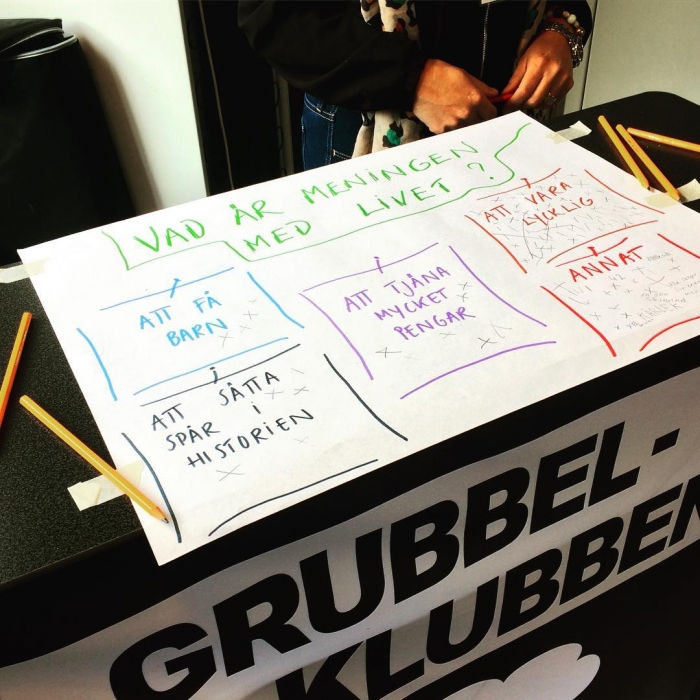 VAD ÄR MENINGEN
MED LIVET ?
ATT FÅ
BARN
ATT TJÄNA
MYCKET
PENGAR
ATT VARA
LYCKLIG
ANNAT
ATT SÄTTA
SPÅR I
HISTORIEN
GRUBBEL-
KLUBBEN